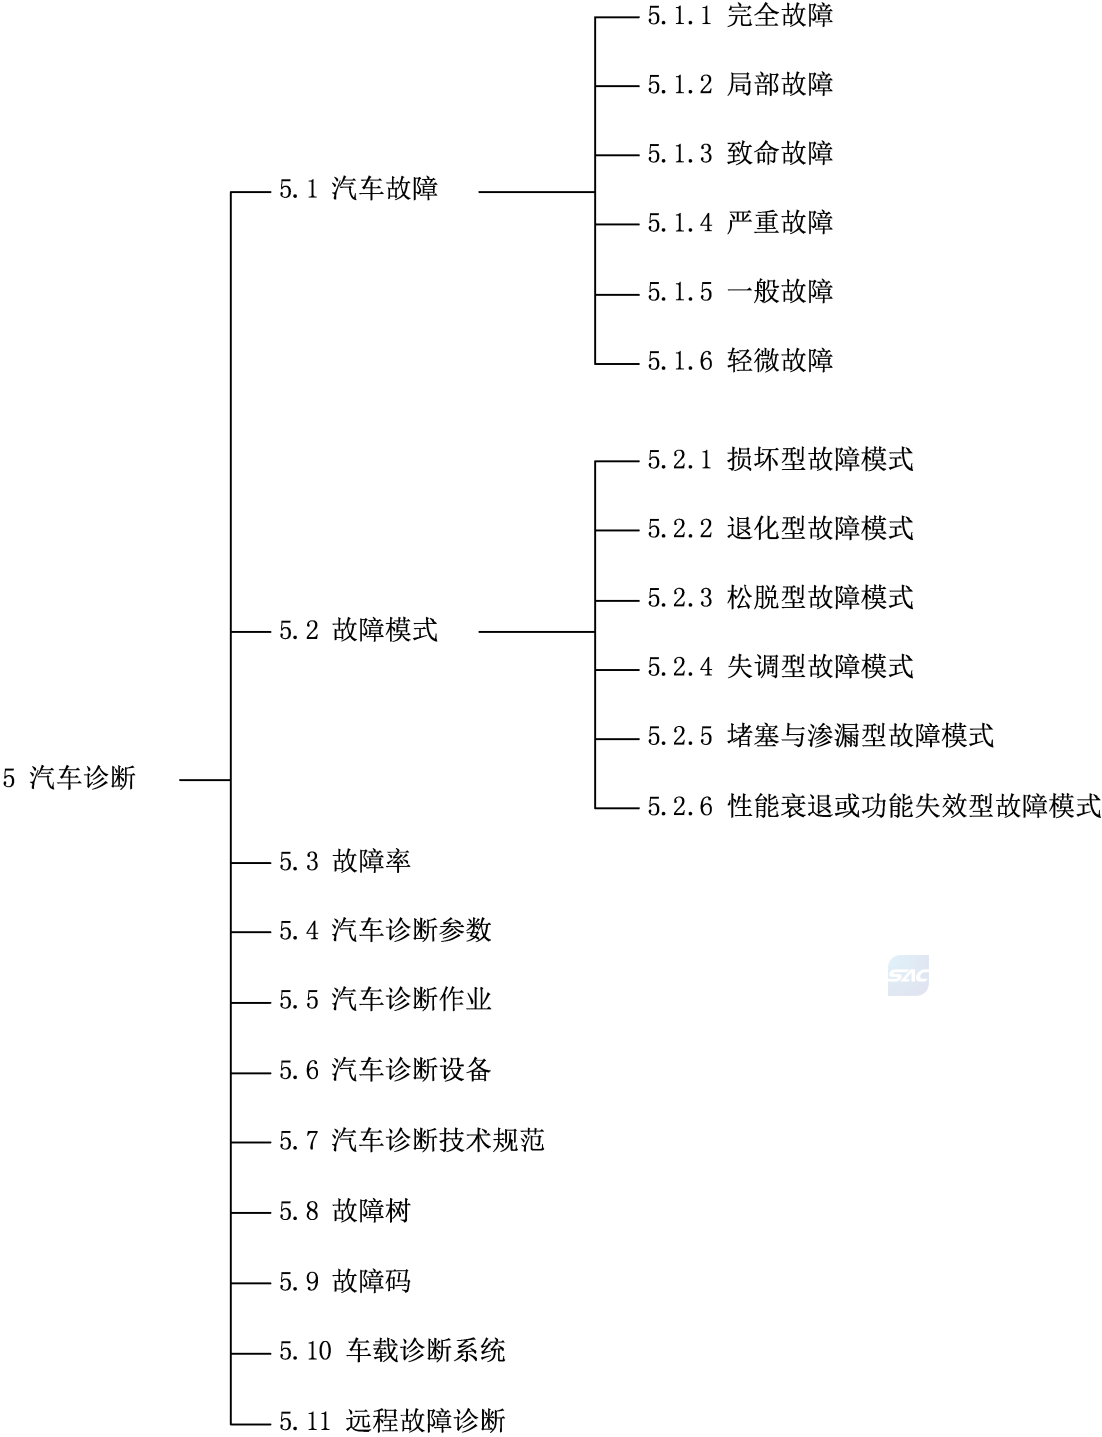 5 汽车诊断
5.1 汽车故障
5.1.1 完全故障
5.1.2 局部故障
5.1.3 致命故障
5.1.4 严重故障
5.1.5 一般故障
5.1.6 轻微故障
5.2 故障模式
5.2.1 损坏型故障模式
5.2.2 退化型故障模式
5.2.3 松脱型故障模式
5.2.4 失调型故障模式
5.2.5 堵塞与渗漏型故障模式
5.2.6 性能衰退或功能失效型故障模式
5.3 故障率
5.4 汽车诊断参数
5.5 汽车诊断作业
5.6 汽车诊断设备
5.7 汽车诊断技术规范
5.8 故障树
5.9 故障码
5.10 车载诊断系统
5.11 远程故障诊断
SAC